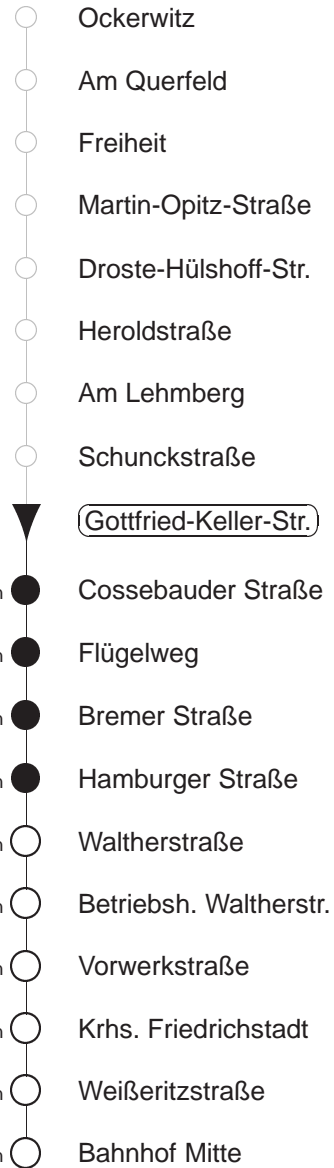 Ockerwitz
Am Querfeld
Freiheit
Martin-Opitz-Straße
Droste-Hülshoff-Str.
Heroldstraße
Am Lehmberg
Schunckstraße
Gottfried-Keller-Str.
Cossebauder Straße
Flügelweg
Bremer Straße
Hamburger Straße
Waltherstraße
Betriebsh. Waltherstr.
Vorwerkstraße
Krhs. Friedrichstadt
Weißeritzstraße
Bahnhof Mitte